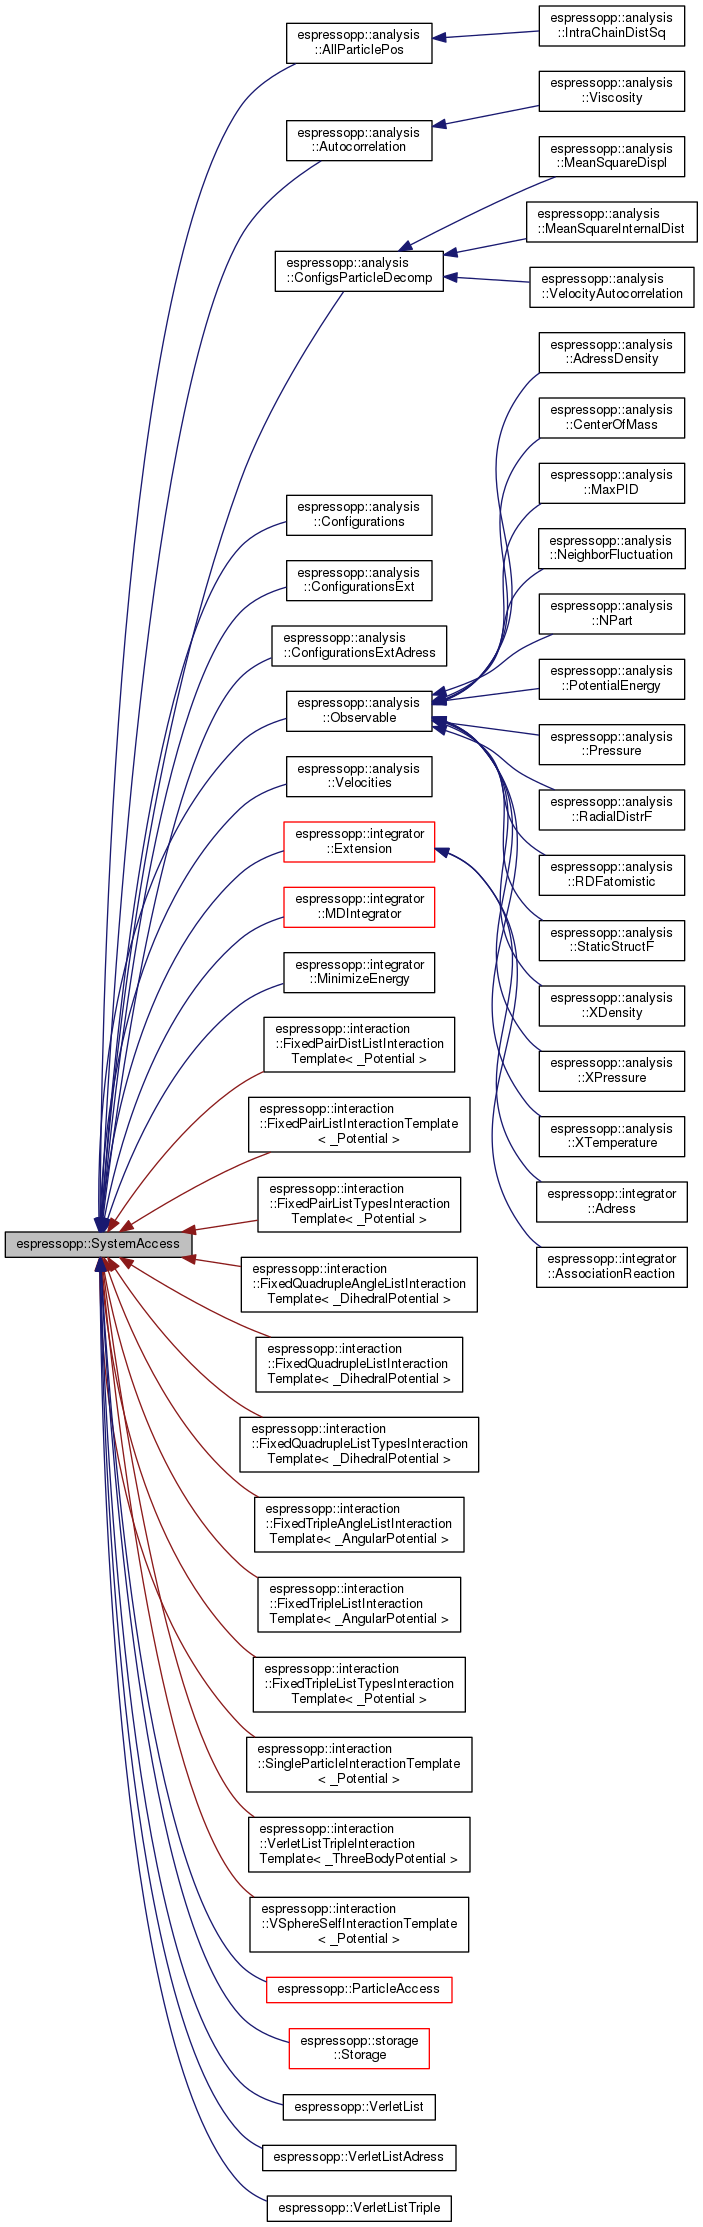 espressopp::analysis
::AllParticlePos
espressopp::analysis
::IntraChainDistSq
espressopp::analysis
::Autocorrelation
espressopp::analysis
::Viscosity
espressopp::analysis
::ConfigsParticleDecomp
espressopp::analysis
::MeanSquareDispl
espressopp::analysis
::MeanSquareInternalDist
espressopp::analysis
::VelocityAutocorrelation
espressopp::analysis
::Configurations
espressopp::analysis
::ConfigurationsExt
espressopp::analysis
::ConfigurationsExtAdress
espressopp::analysis
::Observable
espressopp::analysis
::AdressDensity
espressopp::analysis
::CenterOfMass
espressopp::analysis
::MaxPID
espressopp::analysis
::NeighborFluctuation
espressopp::analysis
::NPart
espressopp::analysis
::PotentialEnergy
espressopp::analysis
::Pressure
espressopp::analysis
::RadialDistrF
espressopp::analysis
::RDFatomistic
espressopp::analysis
::StaticStructF
espressopp::analysis
::XDensity
espressopp::analysis
::XPressure
espressopp::analysis
::XTemperature
espressopp::analysis
::Velocities
espressopp::integrator
::Extension
espressopp::integrator
::Adress
espressopp::integrator
::AssociationReaction
espressopp::integrator
::MDIntegrator
espressopp::integrator
::MinimizeEnergy
espressopp::interaction
::FixedPairDistListInteraction
Template< _Potential >
espressopp::interaction
::FixedPairListInteractionTemplate
< _Potential >
espressopp::interaction
::FixedPairListTypesInteraction
Template< _Potential >
espressopp::SystemAccess
espressopp::interaction
::FixedQuadrupleAngleListInteraction
Template< _DihedralPotential >
espressopp::interaction
::FixedQuadrupleListInteraction
Template< _DihedralPotential >
espressopp::interaction
::FixedQuadrupleListTypesInteraction
Template< _DihedralPotential >
espressopp::interaction
::FixedTripleAngleListInteraction
Template< _AngularPotential >
espressopp::interaction
::FixedTripleListInteraction
Template< _AngularPotential >
espressopp::interaction
::FixedTripleListTypesInteraction
Template< _Potential >
espressopp::interaction
::SingleParticleInteractionTemplate
< _Potential >
espressopp::interaction
::VerletListTripleInteraction
Template< _ThreeBodyPotential >
espressopp::interaction
::VSphereSelfInteractionTemplate
< _Potential >
espressopp::ParticleAccess
espressopp::storage
::Storage
espressopp::VerletList
espressopp::VerletListAdress
espressopp::VerletListTriple